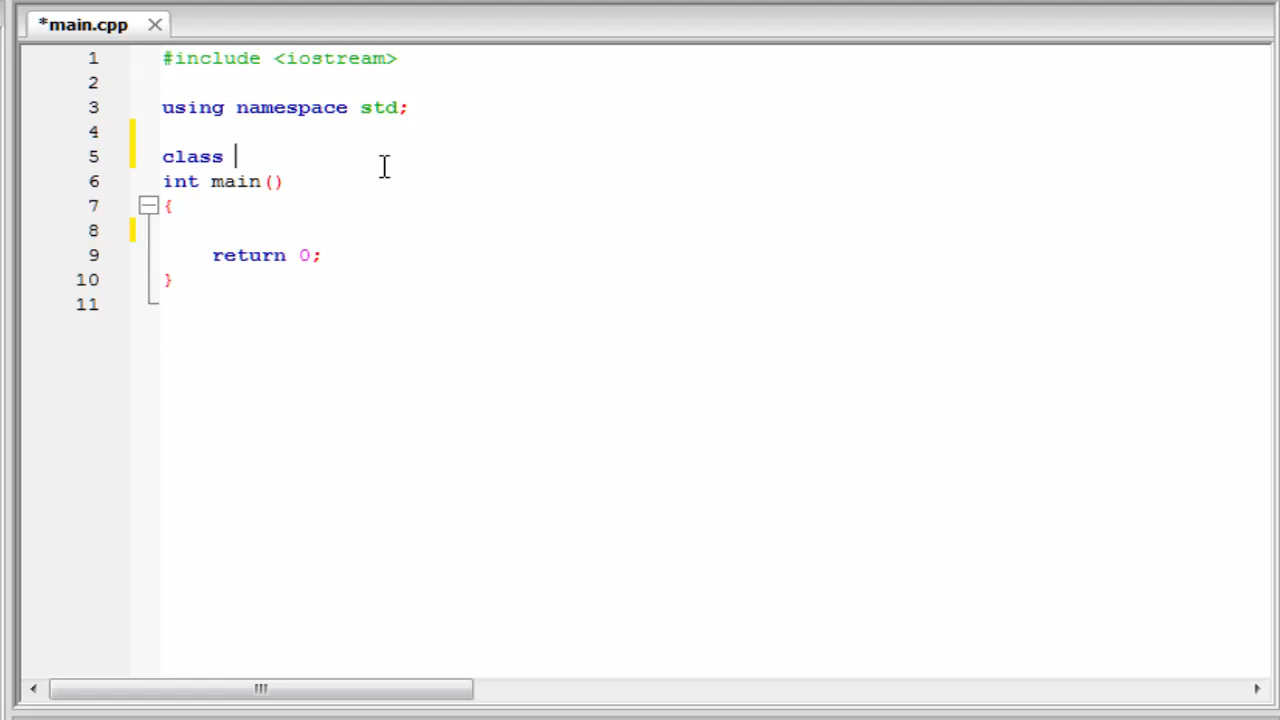 *main.cpp
1 #include <iostream>
2
3 using namespace std;
4
5 class
6 int main()
7 {
8
9 return 0;
10 }
11